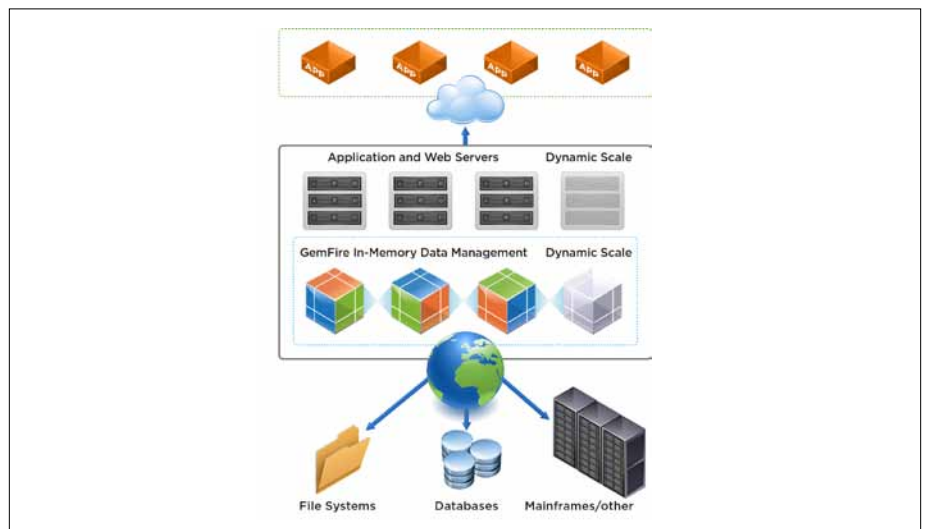 APP APP APP APP
Application and Web Servers Dynamic Scale
GemFire In-Memory Data Management Dynamic Scale
File Systems Databases Mainframes/other